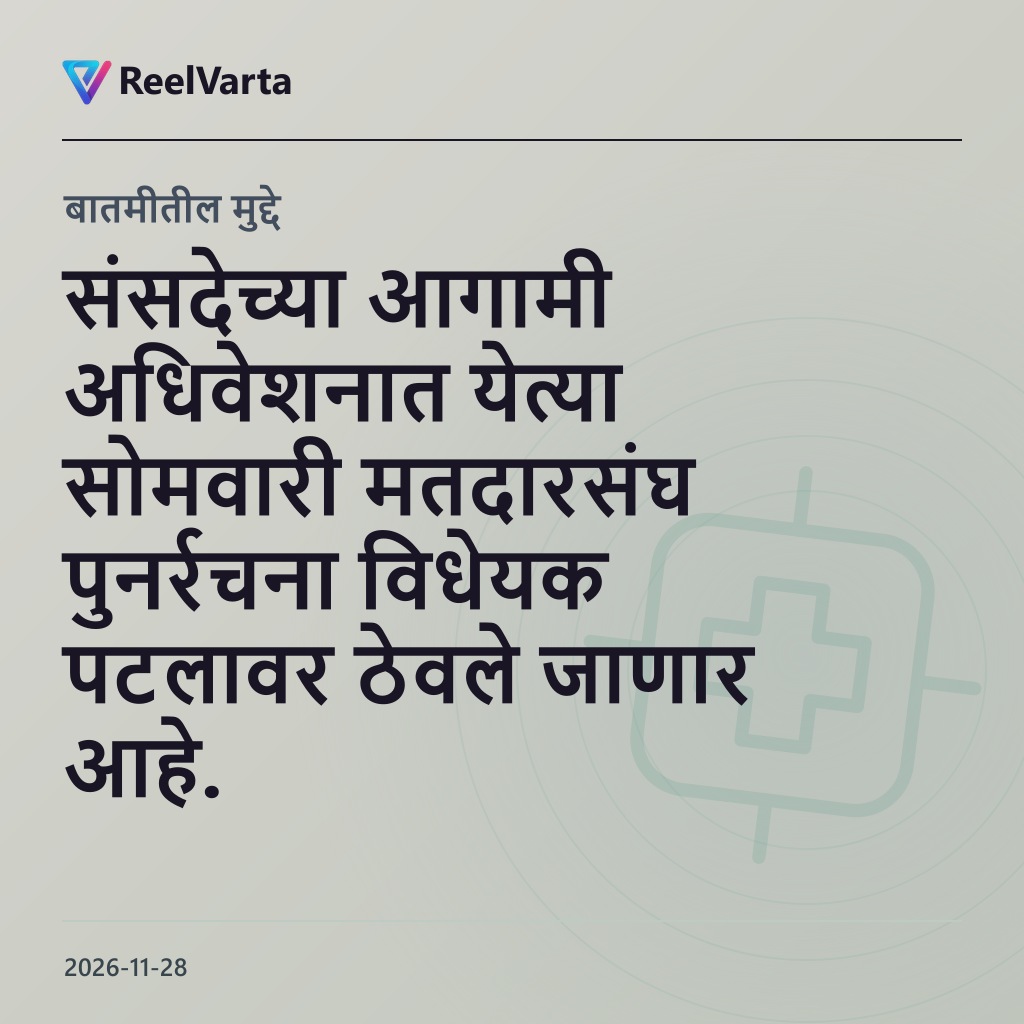 ReelVarta
बातमीतील मुद्दे
संसदेच्या आगामी
अधिवेशनात येत्या
सोमवारी मतदारसंघ
पुनर्रचना विधेयक
पटलावर ठेवले जाणार
आहे.
2026-11-28